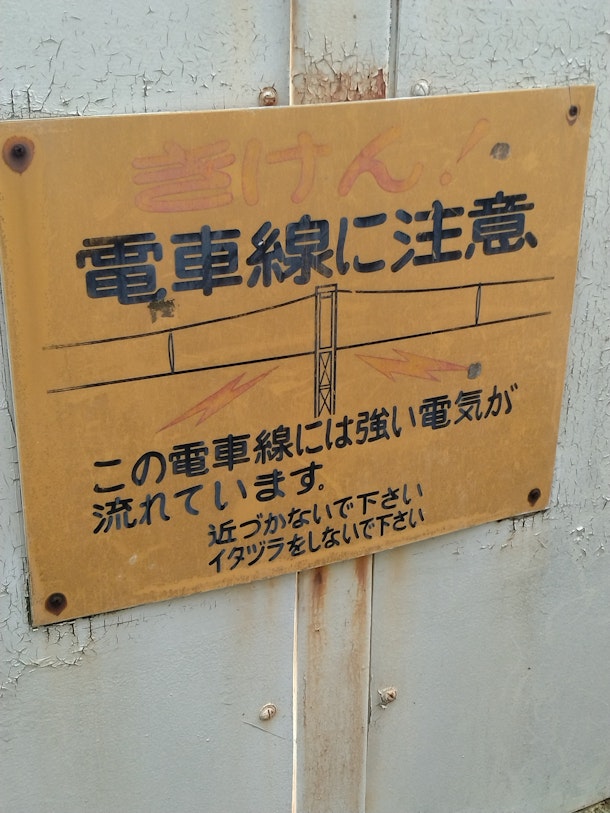 きけん!
電車線に注意
この電車線には強い電気が
流れています。
近づかないで下さい
イタヅラをしないで下さい